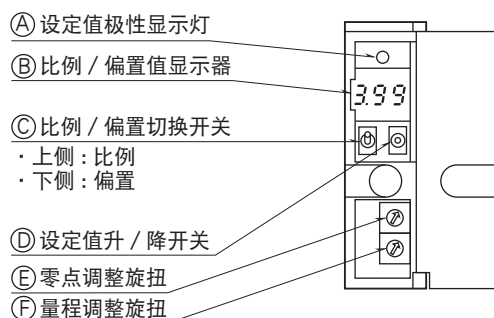 Ⓐ设定值极性显示灯
Ⓑ比例 / 偏置值显示器
3.99
Ⓒ比例 / 偏置切换开关
· 上侧 : 比例
· 下侧 : 偏置
Ⓓ设定值升 / 降开关
Ⓔ零点调整旋扭
Ⓕ量程调整旋扭